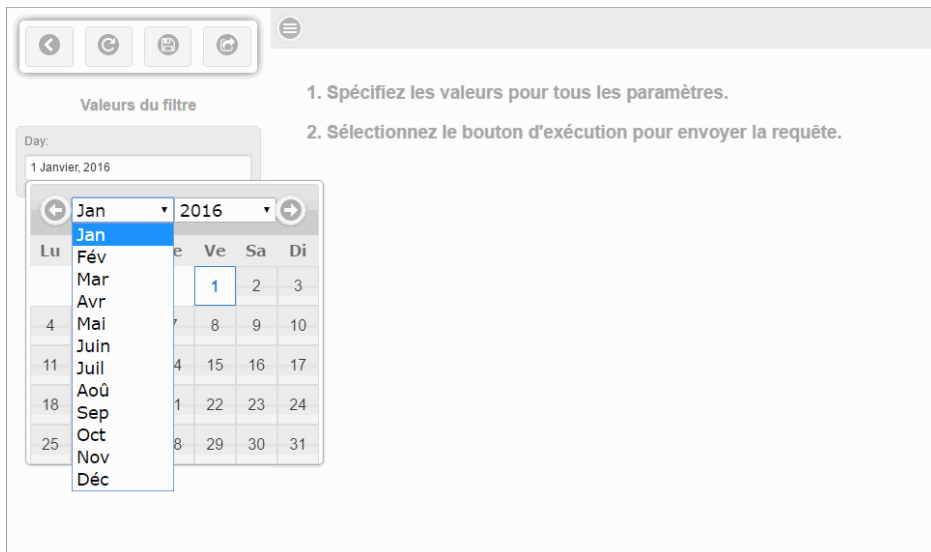 1. Spécifiez les valeurs pour tous les paramètres.
2. Sélectionnez le bouton d'exécution pour envoyer la requête.
Valeurs du filtre
Day:
1 Janvier, 2016
Jan 2016
Jan
Fév
Mar
Avr
Mai
Juin
Juil
Aoû
Sep
Oct
Nov
Déc
Lu Ve Sa Di
1 2 3
4 8 9 10
11 15 16 17
18 22 23 24
25 29 30 31